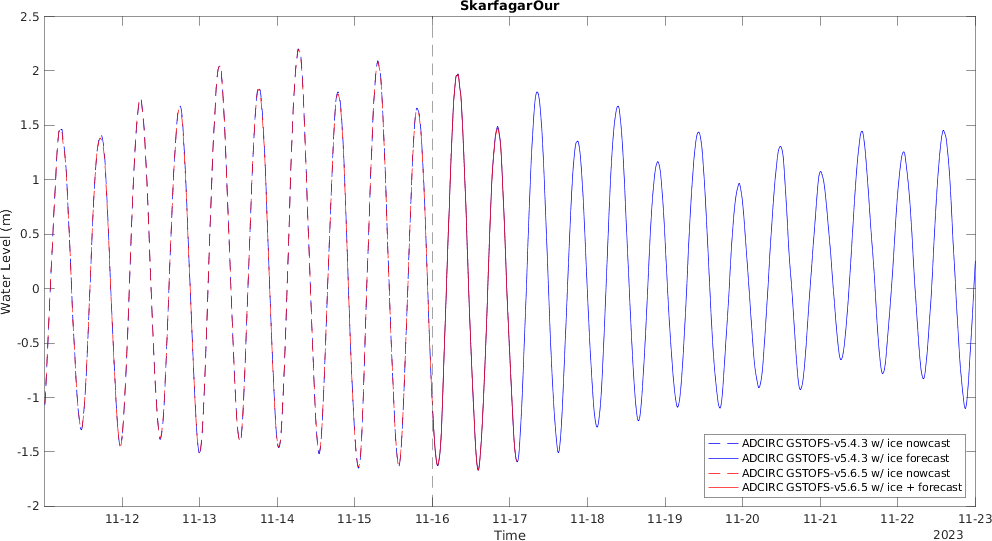 SkarfagarOur
2.5
2
1.5
1
0.5
0
-0.5
-1
-1.5
-2
Water Level (m)
ADCIRC GSTOFS-v5.4.3 w/ ice nowcast
ADCIRC GSTOFS-v5.4.3 w/ ice forecast
ADCIRC GSTOFS-v5.6.5 w/ ice nowcast
ADCIRC GSTOFS-v5.6.5 w/ ice + forecast
11-12 11-13 11-14 11-15 11-16 11-17 11-18 11-19 11-20 11-21 11-22 11-23
Time
2023